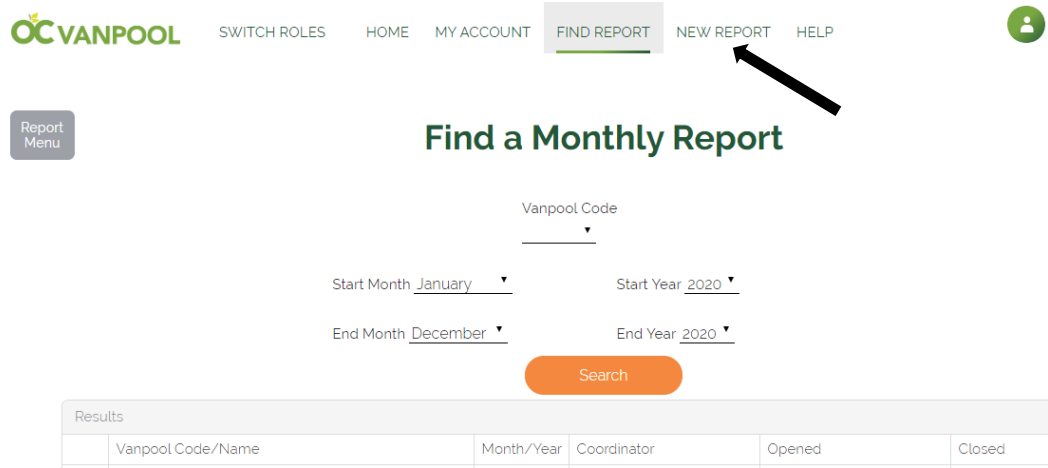 OC VANPOOL SWITCH ROLES HOME MY ACCOUNT FIND REPORT NEW REPORT HELP
Report
Menu
Find a Monthly Report
Vanpool Code
Start Month January Start Year 2020
End Month December End Year 2020
Search
Results
Vanpool Code/Name Month/Year Coordinator Opened Closed